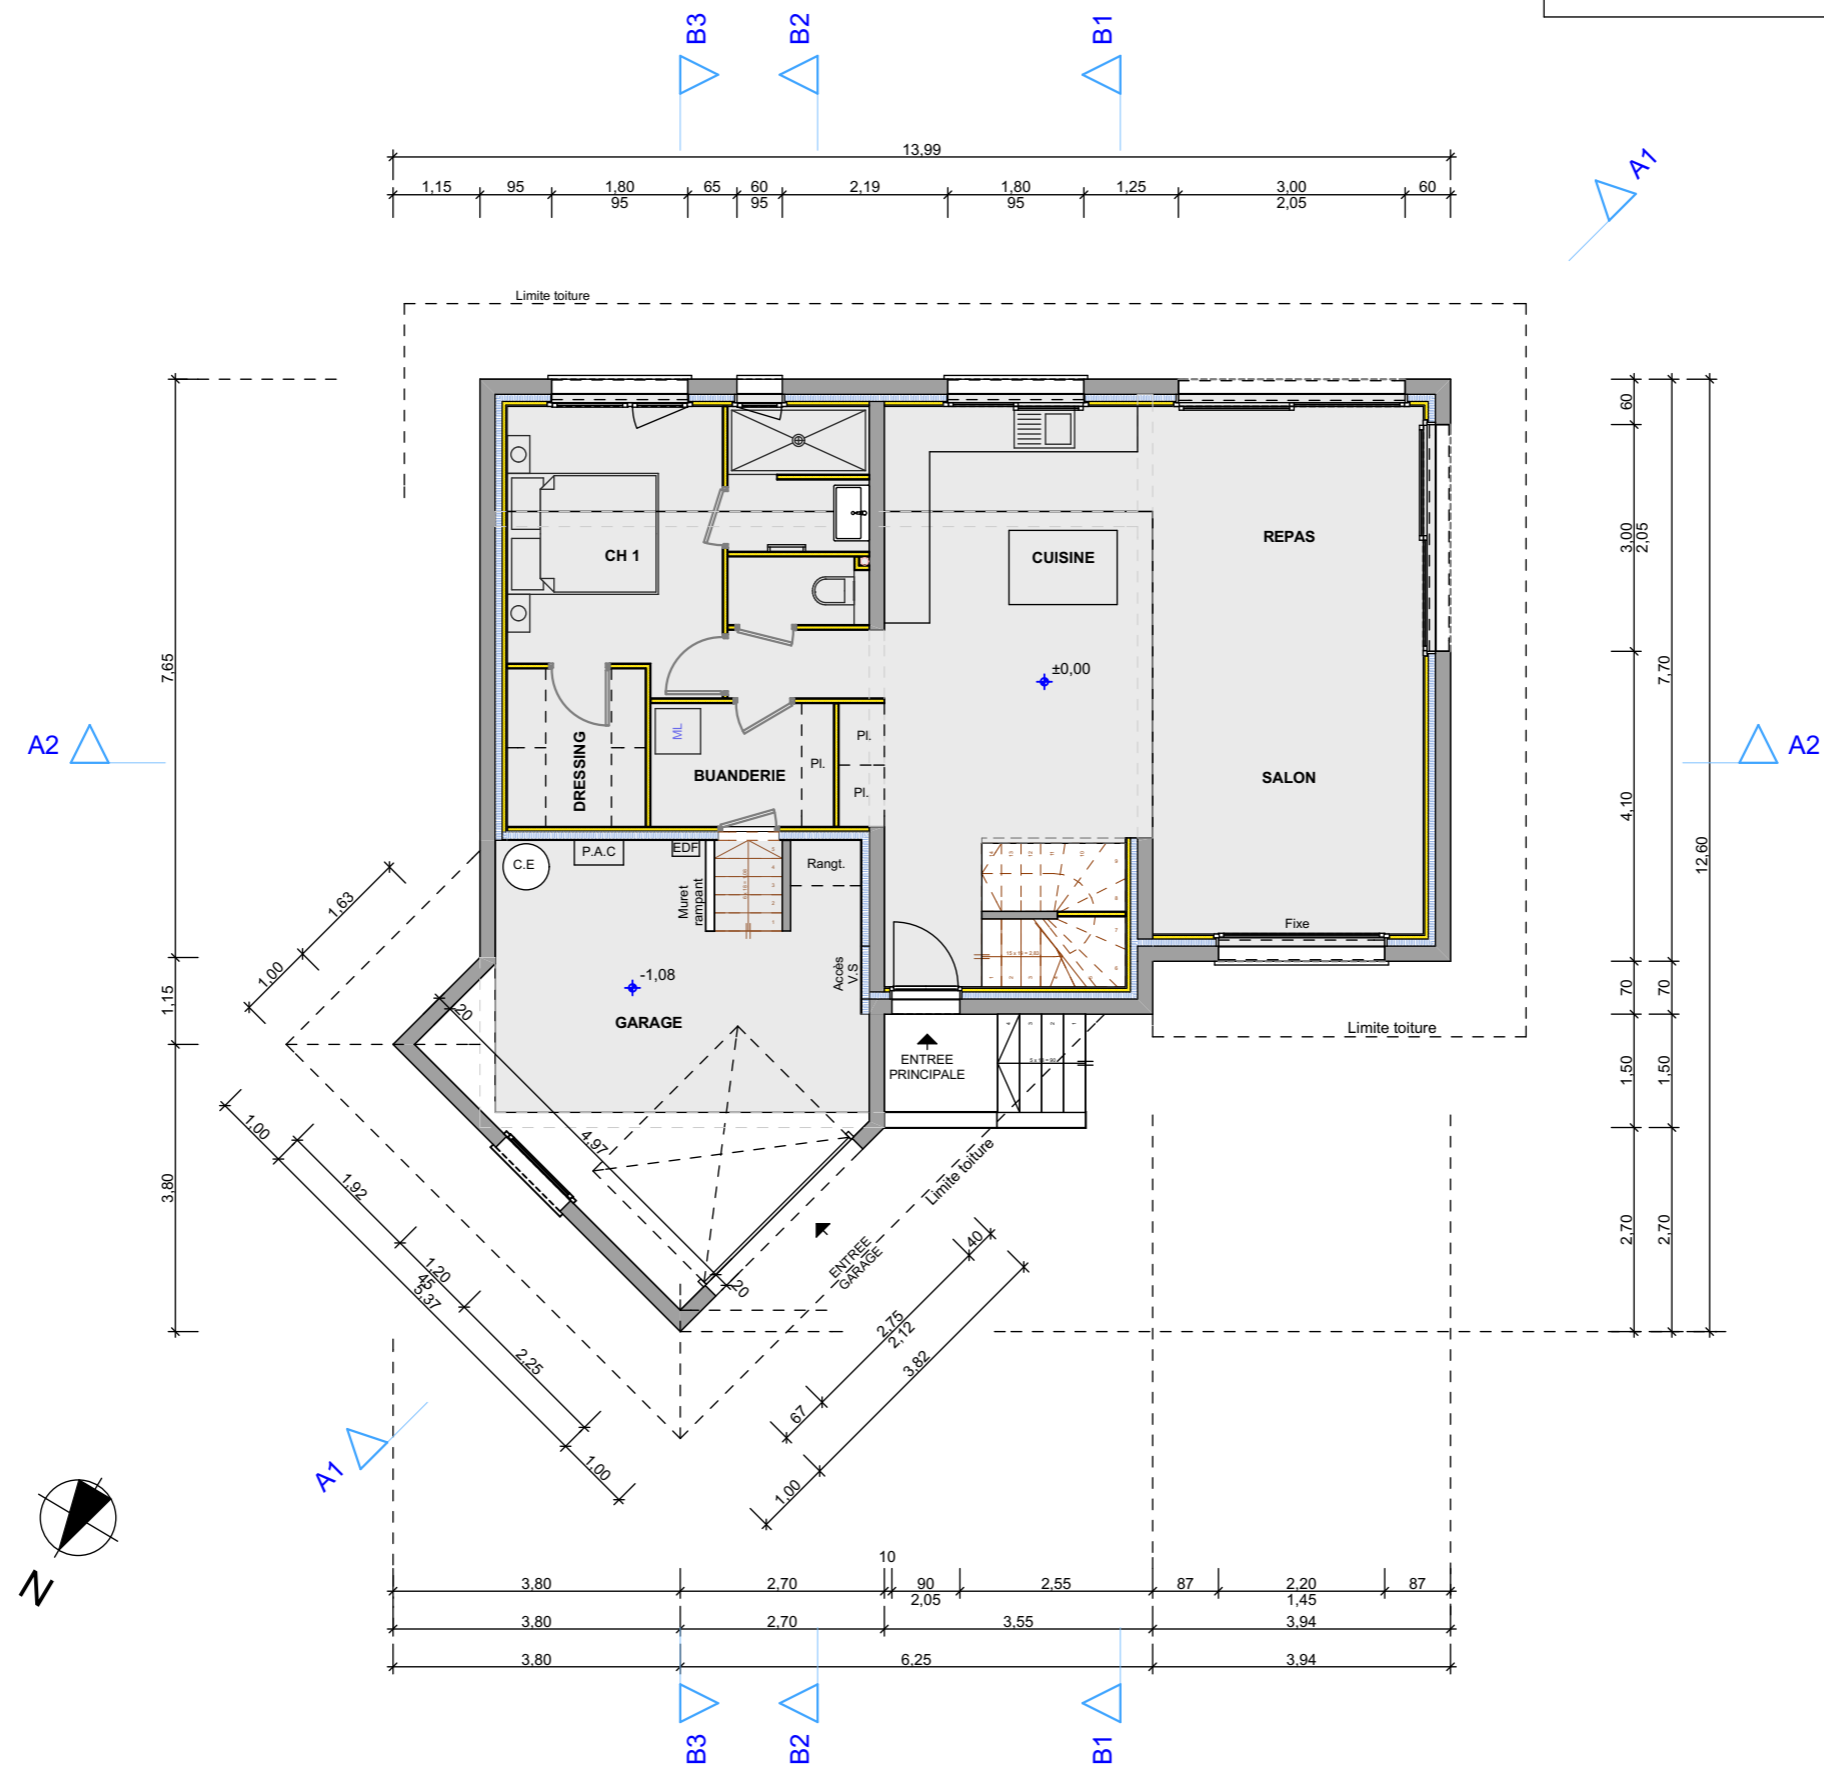 B3
B2
B1
A1
13,99
1,15
95
1,80
95
65
60
95
2,19
1,80
95
1,25
3,00
2,05
60
Limite toiture
CH 1
CUISINE
REPAS
±0,00
SALON
DRESSING
BUANDERIE
ML
Pl.
Pl.
Pl.
C.E
P.A.C
EDF
Muret
rampant
Rangt.
Accès
V.S
-1,08
GARAGE
Fixe
ENTREE
PRINCIPALE
Limite toiture
Limite toiture
ENTREE
GARAGE
A2
A2
7,65
1,15
3,80
60
3,00
2,05
4,10
70
1,50
2,70
7,70
70
1,50
2,70
12,60
1,63
1,00
20
4,97
20
1,00
1,92
1,20
45
5,37
2,25
1,00
40
2,75
2,12
3,82
67
1,00
A1
N
10
3,80
2,70
90
2,05
2,55
87
2,20
1,45
87
3,80
2,70
3,55
3,94
3,80
6,25
3,94
B3
B2
B1